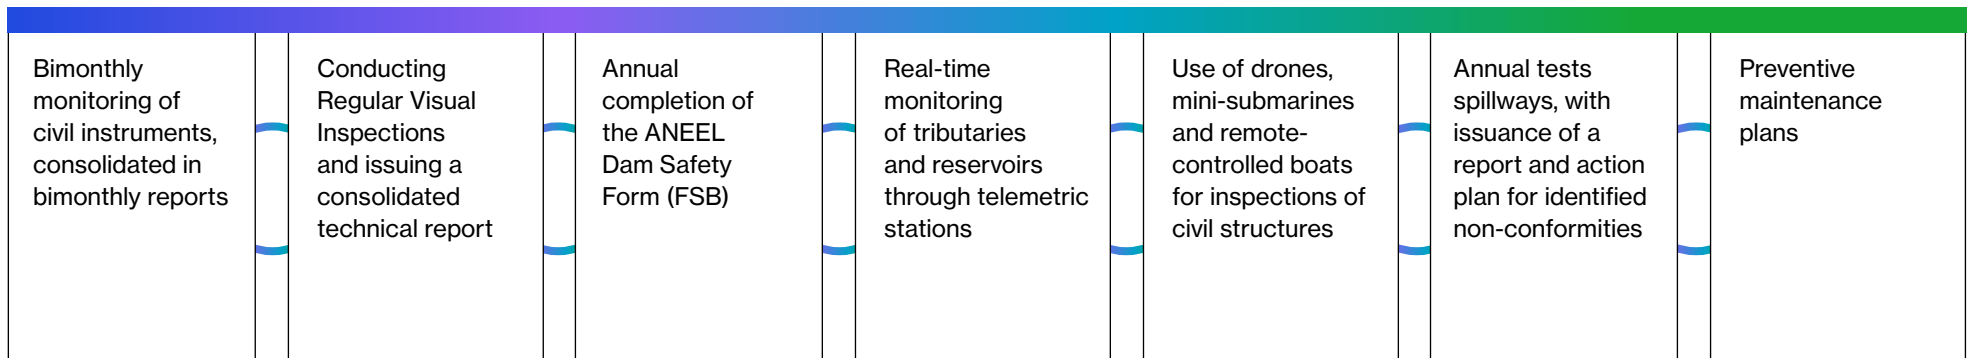 Bimonthly
monitoring of
civil instruments,
consolidated in
bimonthly reports
Conducting
Regular Visual
Inspections
and issuing a
consolidated
technical report
Annual
completion of
the ANEEL
Dam Safety
Form (FSB)
Real-time
monitoring
of tributaries
and reservoirs
through telemetric
stations
Use of drones,
mini-submarines
and remote-
controlled boats
for inspections of
civil structures
Annual tests
spillways, with
issuance of a
report and action
plan for identified
non-conformities
Preventive
maintenance
plans